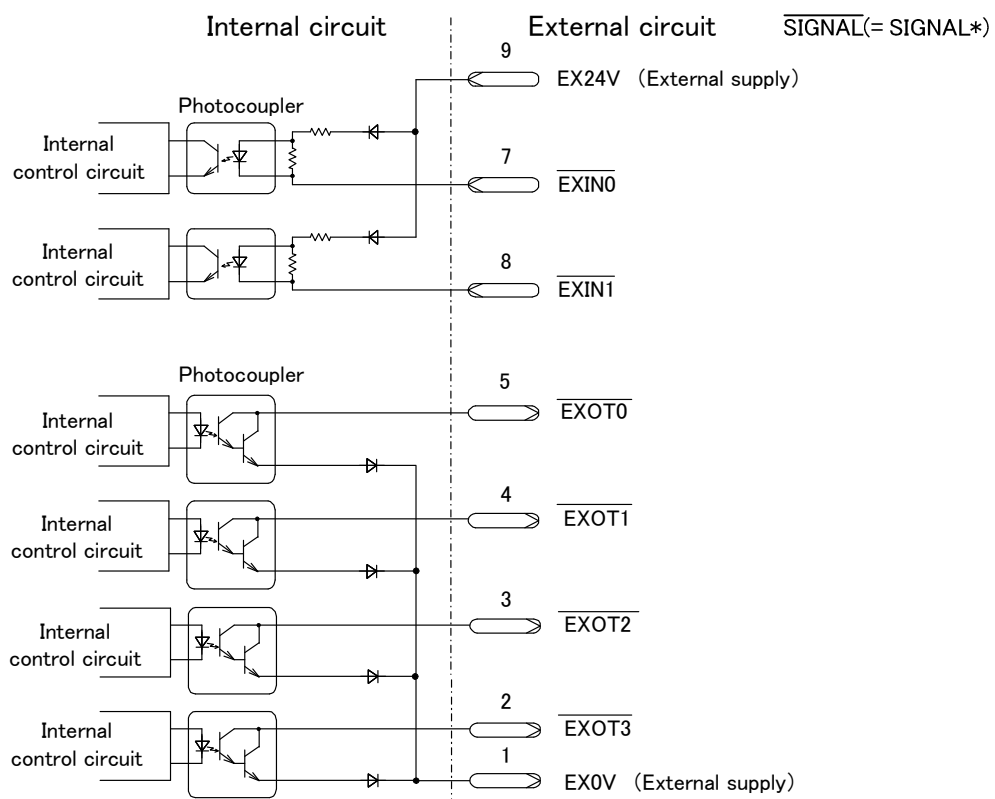 Internal circuit
External circuit
SIGNAL(= SIGNAL*)
9
EX24V (External supply)
Photocoupler
Internal
control circuit
7
EXIN0
Internal
control circuit
8
EXIN1
Photocoupler
5
Internal
control circuit
EXOT0
4
Internal
control circuit
EXOT1
3
Internal
control circuit
EXOT2
2
Internal
control circuit
EXOT3
1
EX0V (External supply)